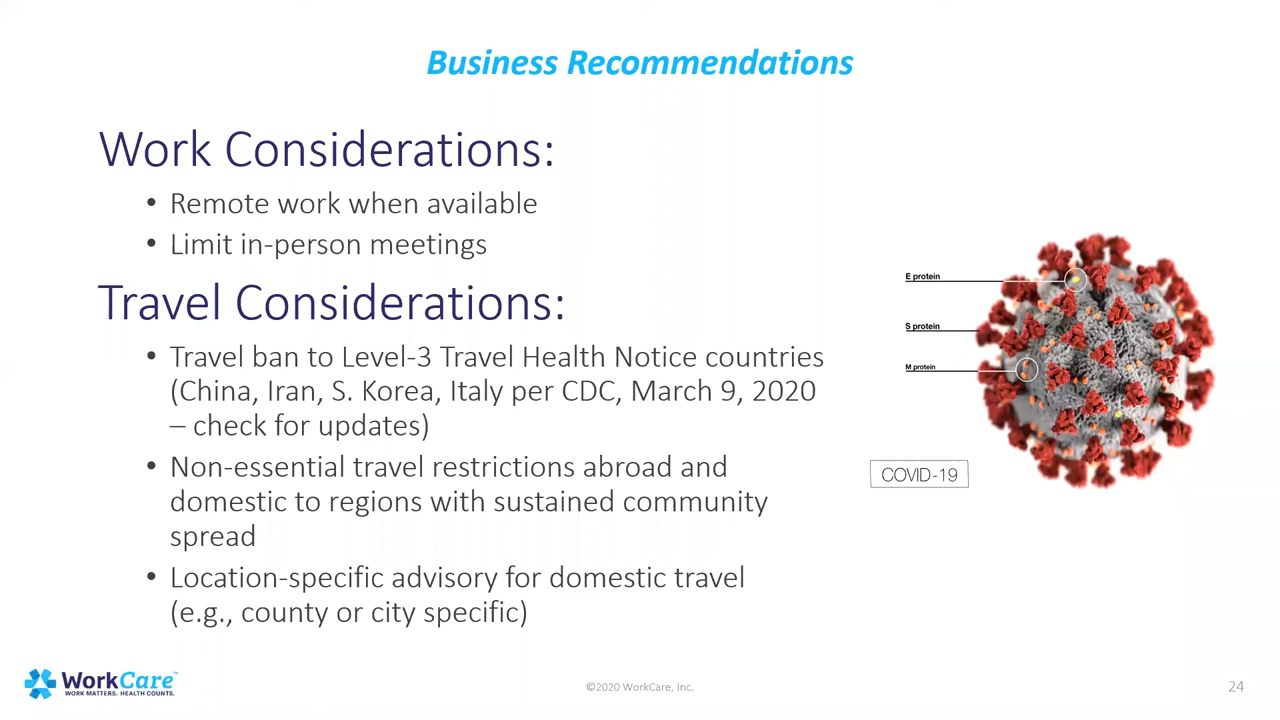 Business Recommendations
Work Considerations:
• Remote work when available
• Limit in-person meetings
Travel Considerations:
• Travel ban to Level-3 Travel Health Notice countries
(China, Iran, S. Korea, Italy per CDC, March 9, 2020
– check for updates)
• Non-essential travel restrictions abroad and
domestic to regions with sustained community
spread
• Location-specific advisory for domestic travel
(e.g., county or city specific)
E protein
S protein
M protein
COVID-19
WorkCare™
WORK MATTERS. HEALTH COUNTS.
©2020 WorkCare, Inc.
24